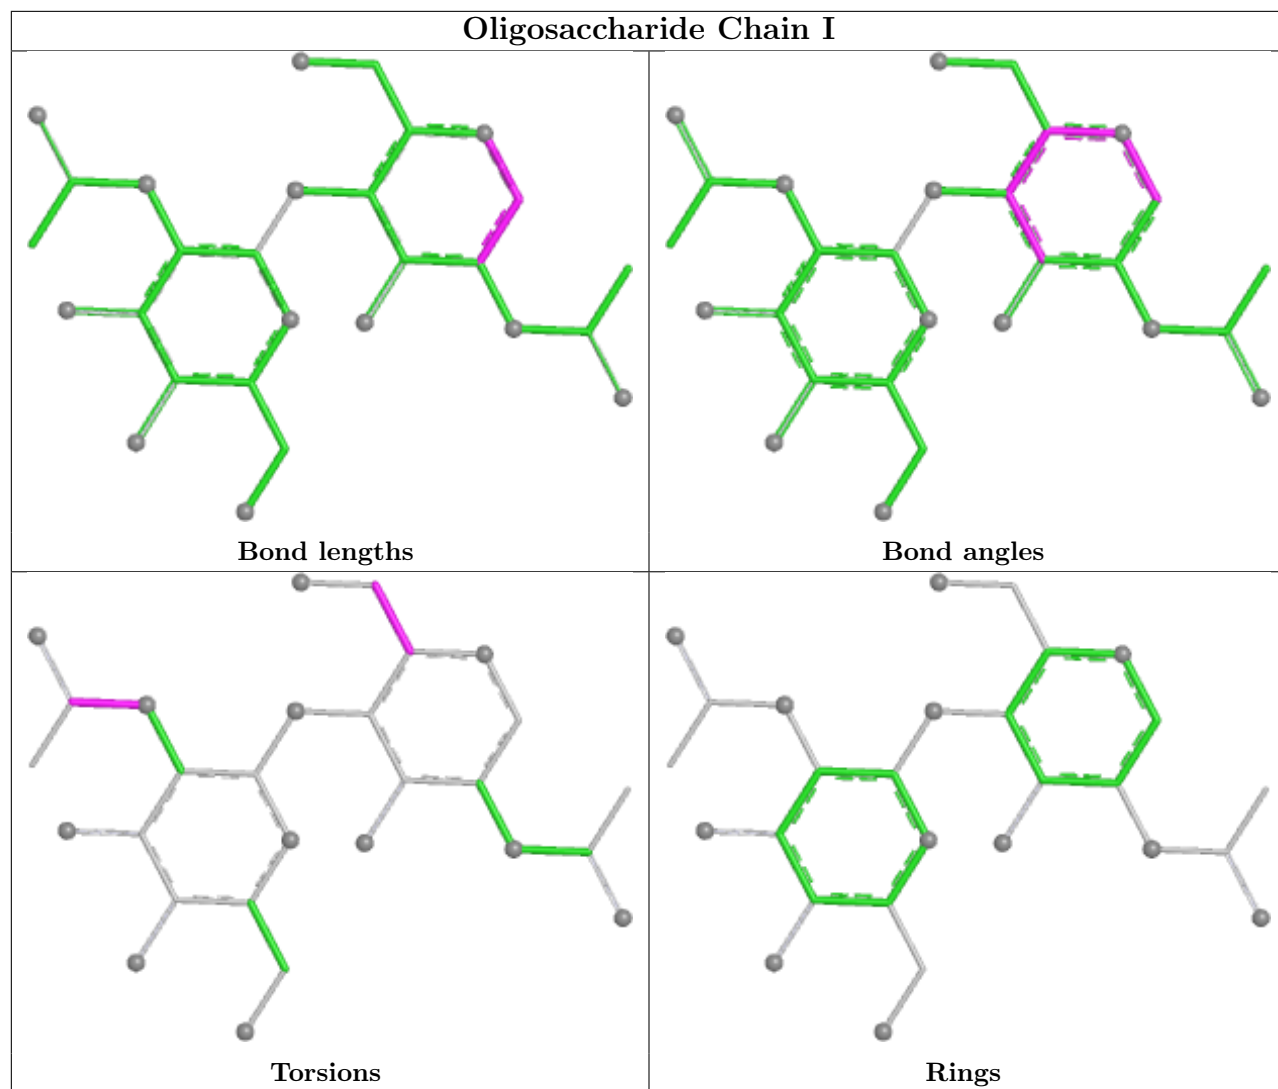 Oligosaccharide Chain I
Bond lengths
Bond angles
Torsions
Rings